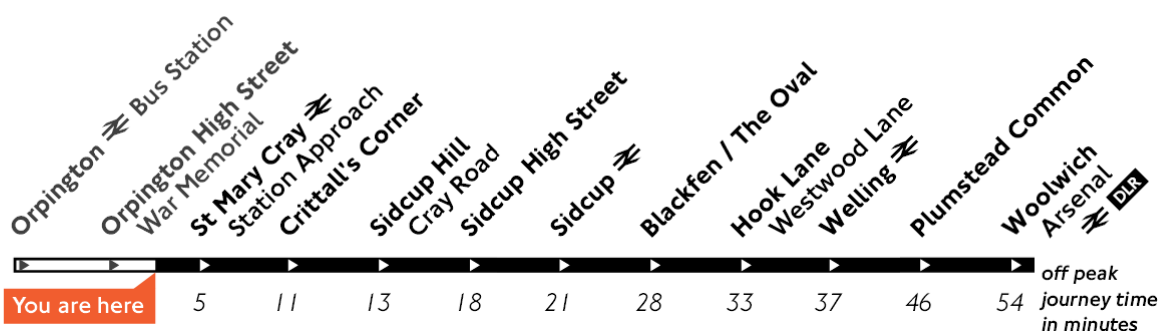 Orpington Bus Station
Orpington High Street
War Memorial
St Mary Cray
Station Approach
Crittall's Corner
Sidcup Hill
Cray Road
Sidcup High Street
Sidcup
Blackfen / The Oval
Hook Lane
Westwood Lane
Welling
Plumstead Common
Woolwich
Arsenal
DLR
You are here
5 11 13 18 21 28 33 37 46 54
off peak
journey time
in minutes